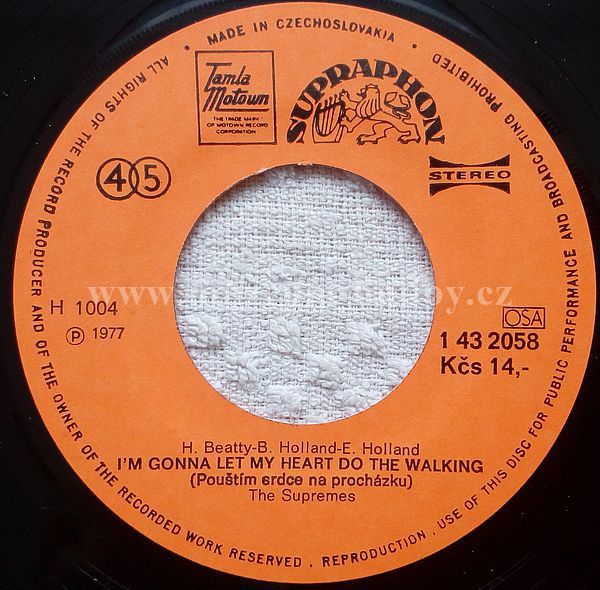 ALL RIGHTS OF THE RECORD PRODUCER AND OF THE OWNER OF THE RECORDED WORK RESERVED . REPRODUCTION , USE OF THIS DISC FOR PUBLIC PERFORMANCE AND BROADCASTING PROHIBITED
• MADE IN CZECHOSLOVAKIA •
Tamla
Motown
THE TRADE MARK
OF MOTOWN RECORD
CORPORATION
SUPRAPHON
45
STEREO
www. .cz
H 1004
Ⓟ 1977
OSA
1 43 2058
Kčs 14,-
H. Beatty-B. Holland-E. Holland
I'M GONNA LET MY HEART DO THE WALKING
(Pouštím srdce na procházku)
The Supremes